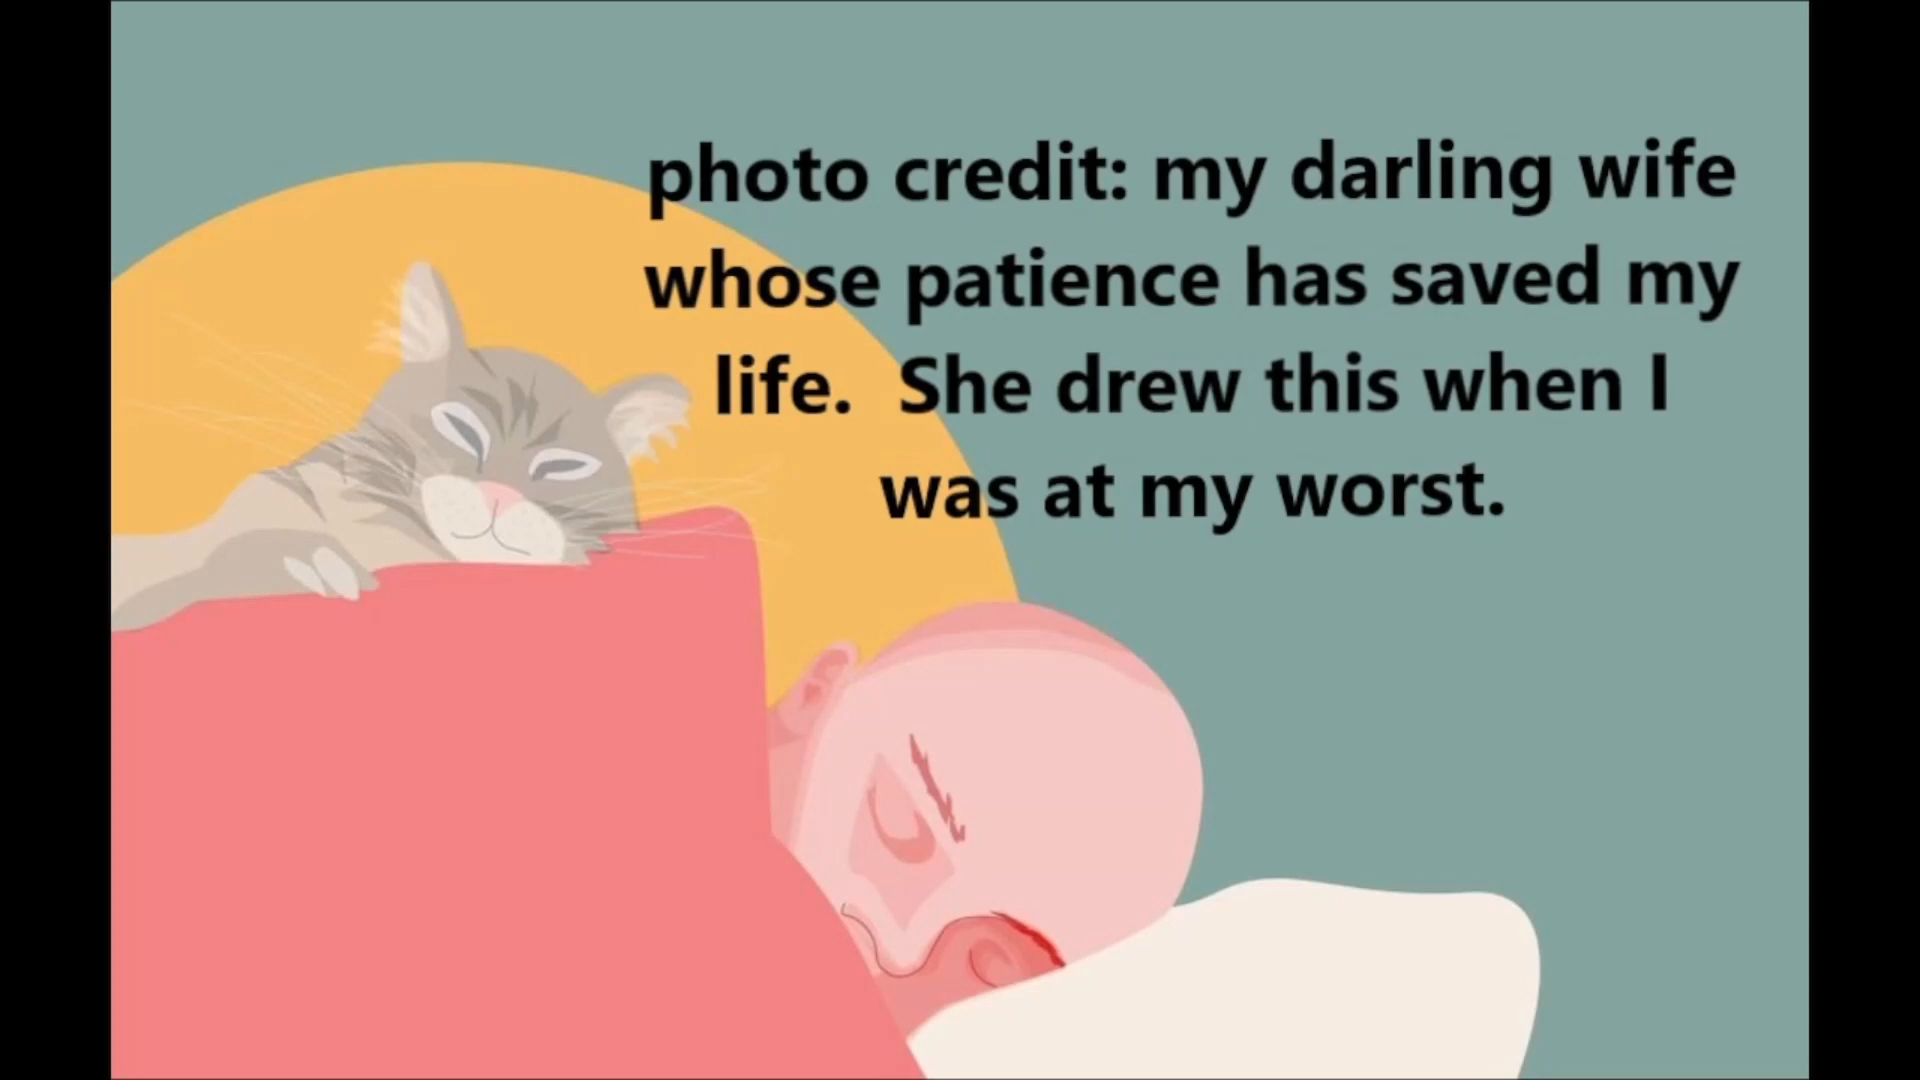 photo credit: my darling wife
whose patience has saved my
life.  She drew this when I
was at my worst.